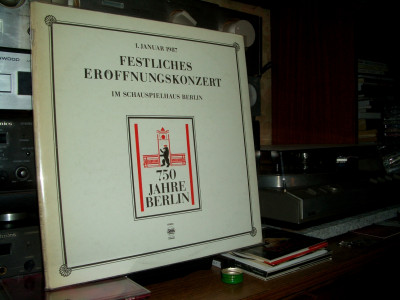 1. JANUAR 1987
FESTLICHES
ERÖFFNUNGSKONZERT
IM SCHAUSPIELHAUS BERLIN
750
JAHRE
BERLIN